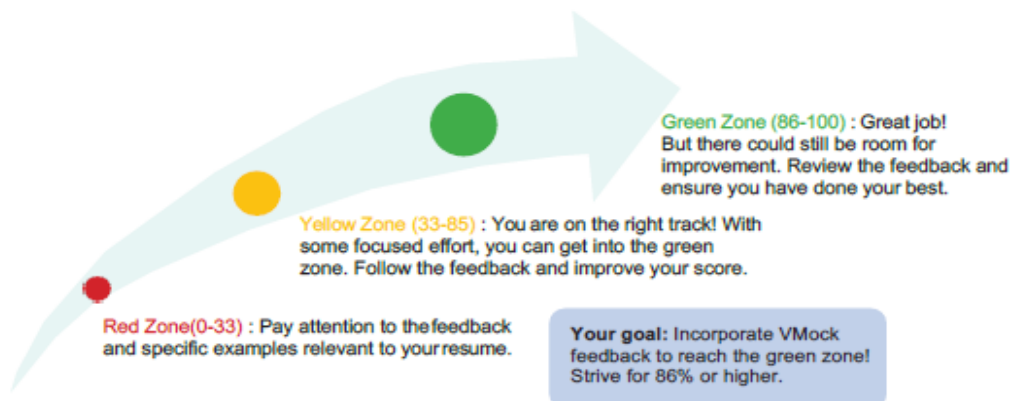 Green Zone (86-100) : Great job!
But there could still be room for
improvement. Review the feedback and
ensure you have done your best.
Yellow Zone (33-85) : You are on the right track! With
some focused effort, you can get into the green
zone. Follow the feedback and improve your score.
Red Zone(0-33) : Pay attention to thefeedback
and specific examples relevant to yourresume.
Your goal: Incorporate VMock
feedback to reach the green zone!
Strive for 86% or higher.